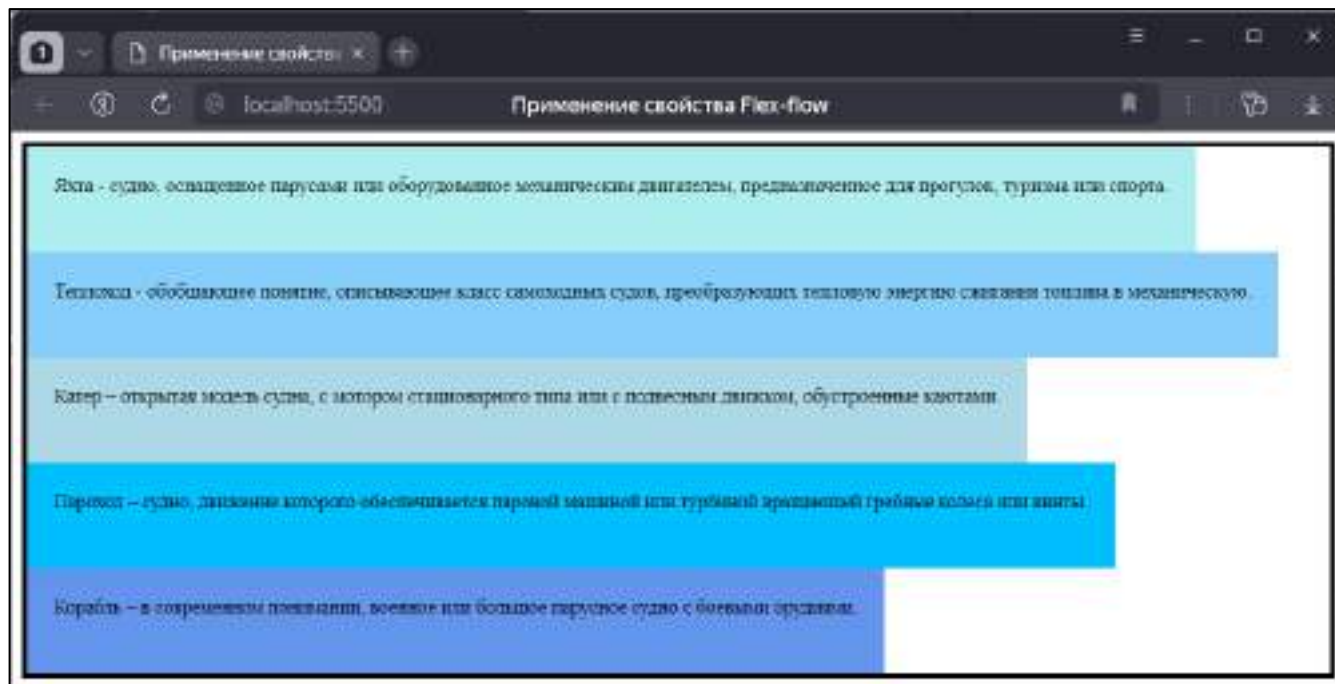 1 Применение свойства ×
localhost:5500 Применение свойства Flex-flow
Яхта - судно, оснащенное парусами или оборудованное механическим двигателем, предназначенное для прогулок, туризма или спорта.
Теплоход - обобщающее понятие, описывающее класс самоходных судов, преобразующих тепловую энергию сжигания топлива в механическую.
Катер – открытая модель судна, с мотором стационарного типа или с подвесным движком, обустроенные каютами.
Пароход – судно, движение которого обеспечивается паровой машиной или турбиной вращающий гребные колеса или винты.
Корабль – в современном понимании, военное или большое парусное судно с боевыми орудиями.